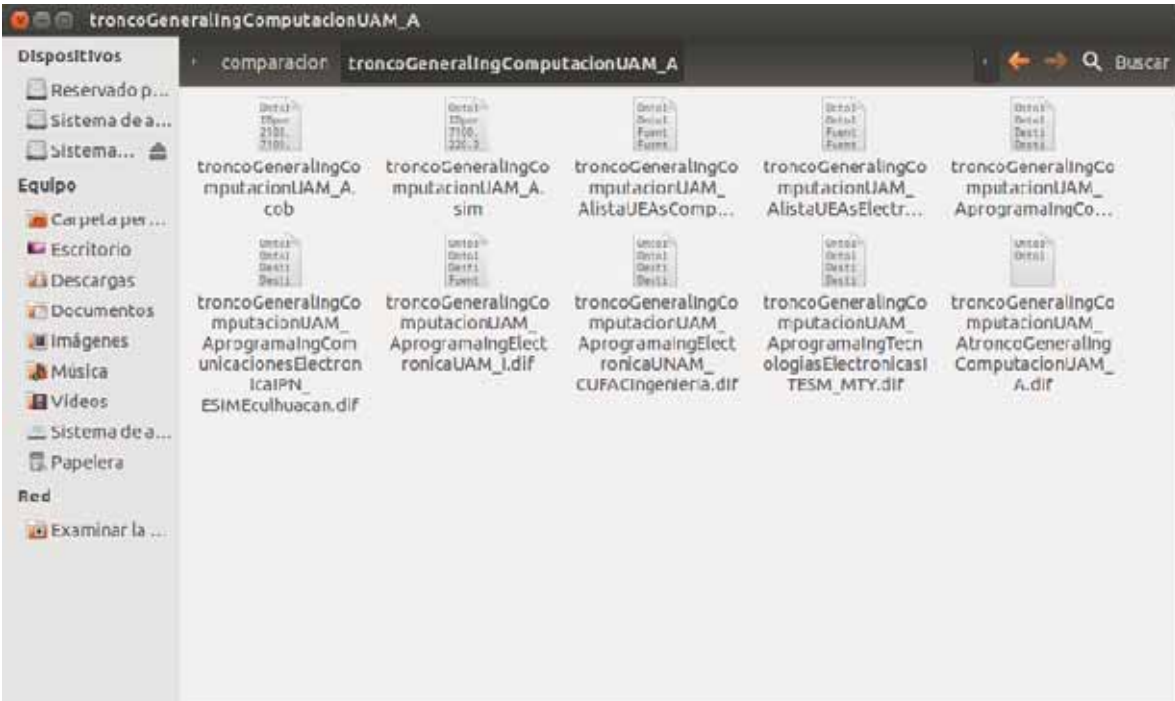 troncoGeneralIngComputacionUAM_A
Dispositivos
Reservado p...
Sistema de a...
Sistema...
Equipo
Carpeta per...
Escritorio
Descargas
Documentos
Imágenes
Música
Vídeos
Sistema de a...
Papelera
Red
Examinar la ...
comparacion troncoGeneralIngComputacionUAM_A
Buscar
troncoGeneralIngCo
mputacionUAM_A.
cob
troncoGeneralIngCo
mputacionUAM_A.
sim
troncoGeneralIngCo
mputacionUAM_
AlistaUEAsComp...
troncoGeneralIngCo
mputacionUAM_
AlistaUEAsElectr...
troncoGeneralIngCo
mputacionUAM_
AprogramaIngCo...
troncoGeneralIngCo
mputacionUAM_
AprogramaIngCom
unicacionesElectron
icaIPN_
ESIMEculhuacan.dif
troncoGeneralIngCo
mputacionUAM_
AprogramaIngElect
ronicaUAM_I.dif
troncoGeneralIngCo
mputacionUAM_
AprogramaIngElect
ronicaUNAM_
CUFACIngenieria.dif
troncoGeneralIngCo
mputacionUAM_
AprogramaIngTecn
ologiasElectronicasI
TESM_MTY.dif
troncoGeneralIngCo
mputacionUAM_
AtroncoGeneralIng
ComputacionUAM_
A.dif